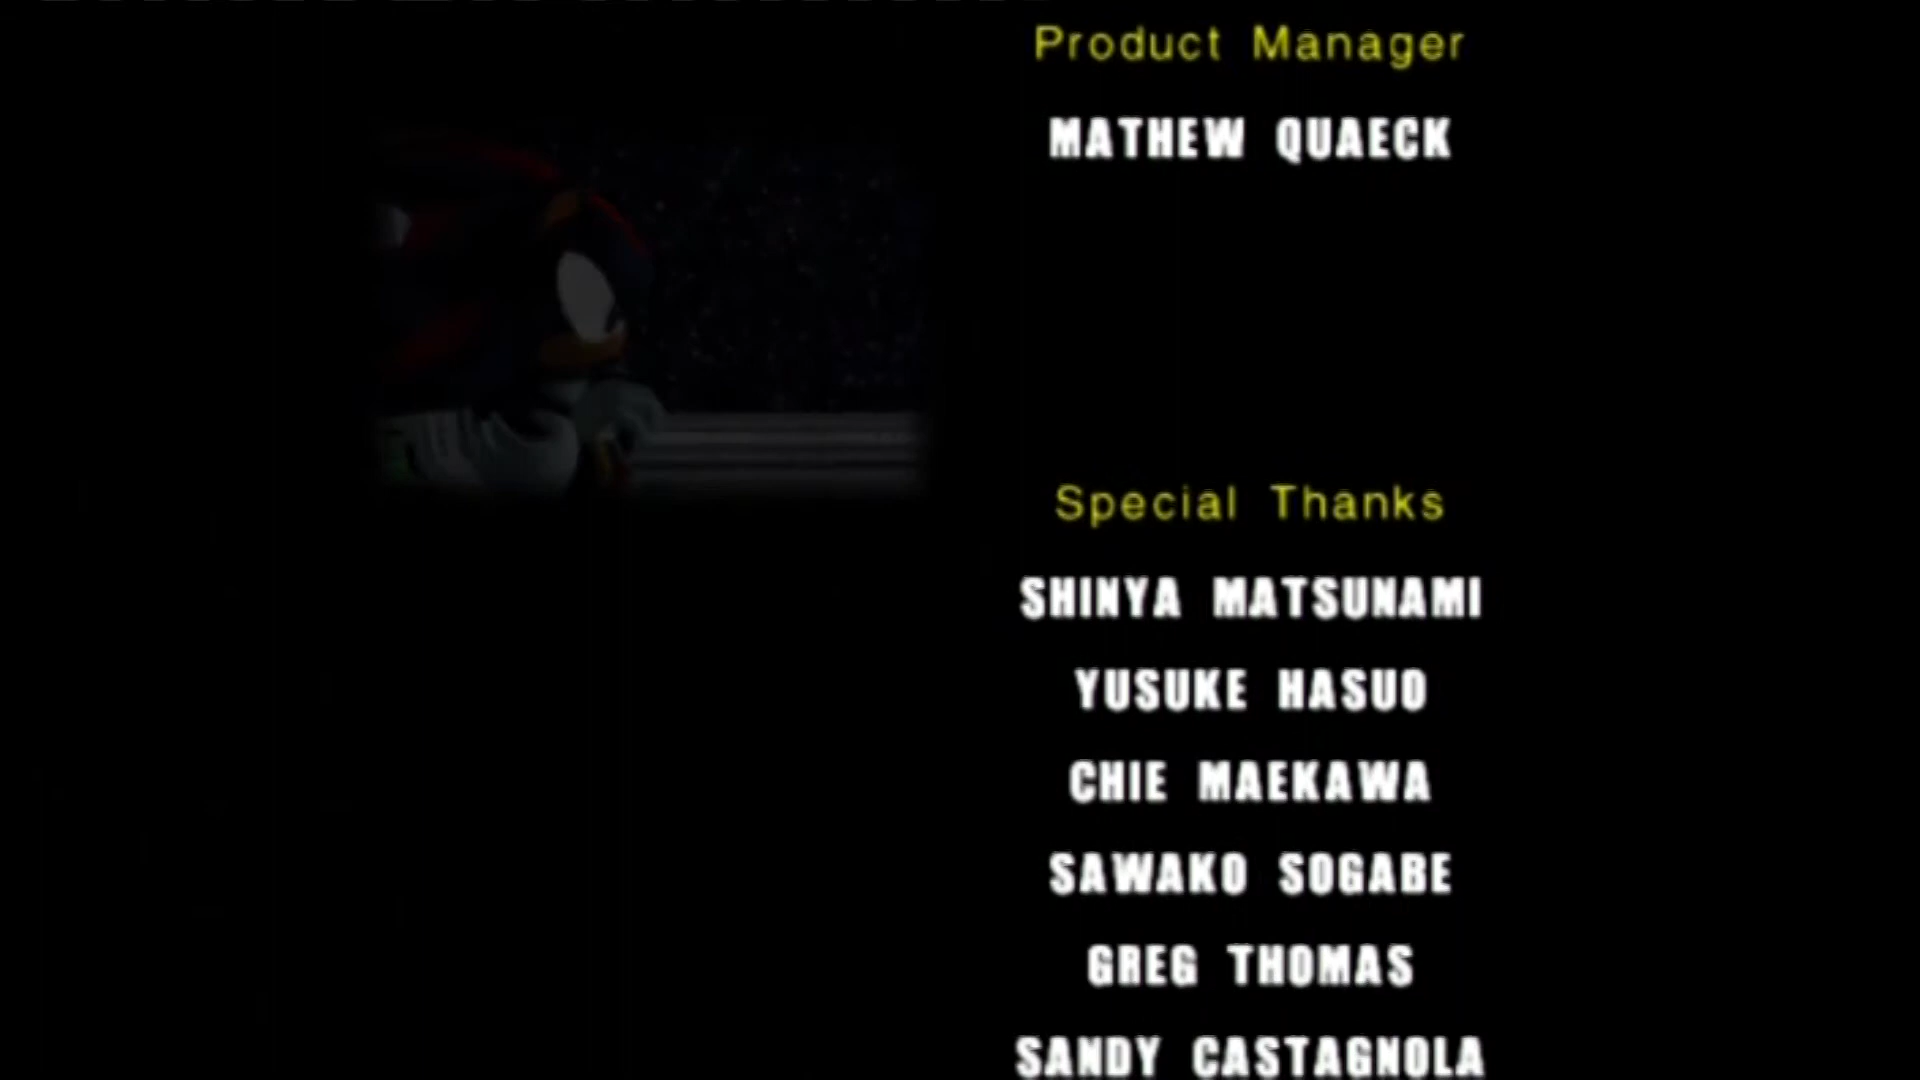 Product Manager
MATHEW QUAECK
Special Thanks
SHINYA MATSUNAMI
YUSUKE HASUO
CHIE MAEKAWA
SAWAKO SOGABE
GREG THOMAS
SANDY CASTAGNOLA